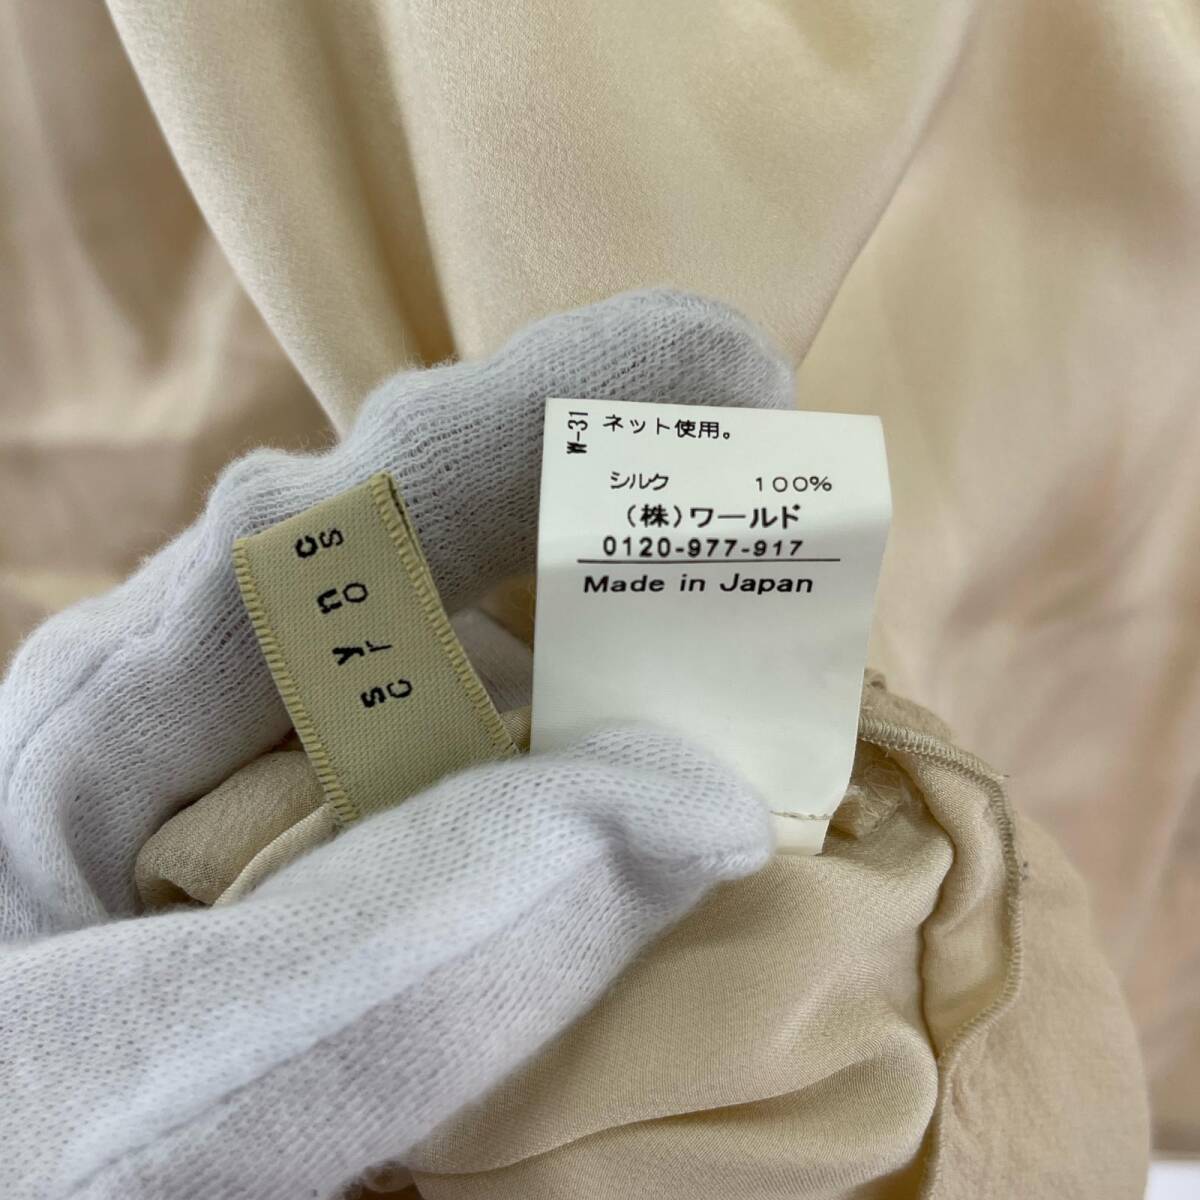 s y n c
c r o s
W-31
ネット使用。
シルク 100%
(株)ワールド
0120-977-917
Made in Japan